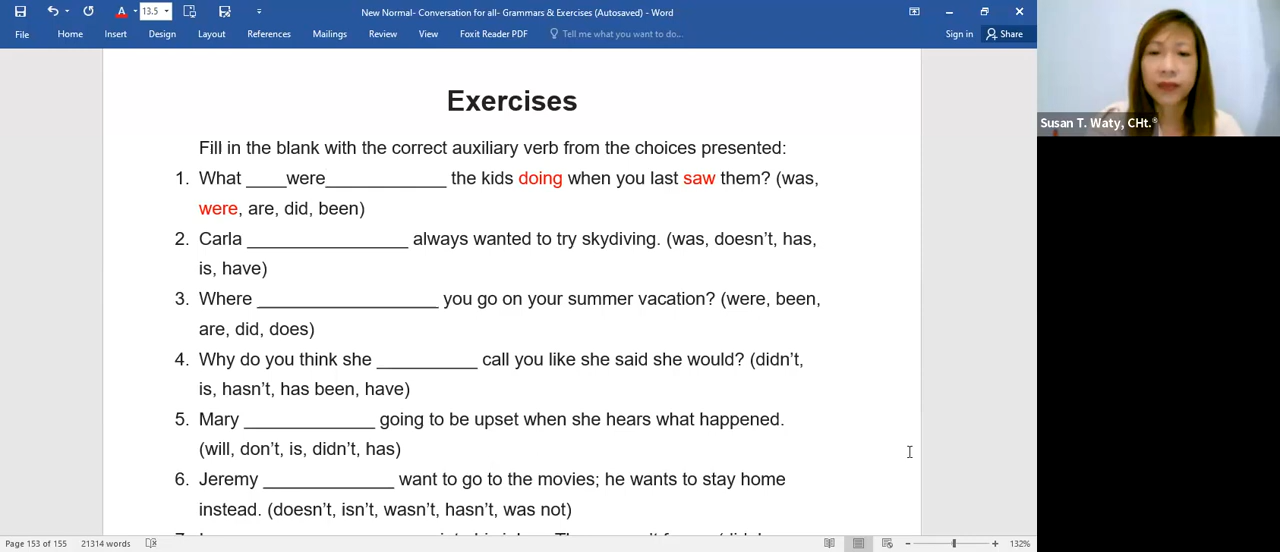 13.5
New Normal- Conversation for all- Grammars & Exercises (Autosaved) - Word
File Home Insert Design Layout References Mailings Review View Foxit Reader PDF Tell me what you want to do... Sign in Share
Exercises
Fill in the blank with the correct auxiliary verb from the choices presented:
1. What ____were____________ the kids doing when you last saw them? (was,
were, are, did, been)
2. Carla ________________ always wanted to try skydiving. (was, doesn't, has,
is, have)
3. Where __________________ you go on your summer vacation? (were, been,
are, did, does)
4. Why do you think she __________ call you like she said she would? (didn't,
is, hasn't, has been, have)
5. Mary _____________ going to be upset when she hears what happened.
(will, don't, is, didn't, has)
6. Jeremy _____________ want to go to the movies; he wants to stay home
instead. (doesn't, isn't, wasn't, hasn't, was not)
Page 153 of 155 21314 words 132%
Susan T. Waty, CHt.®